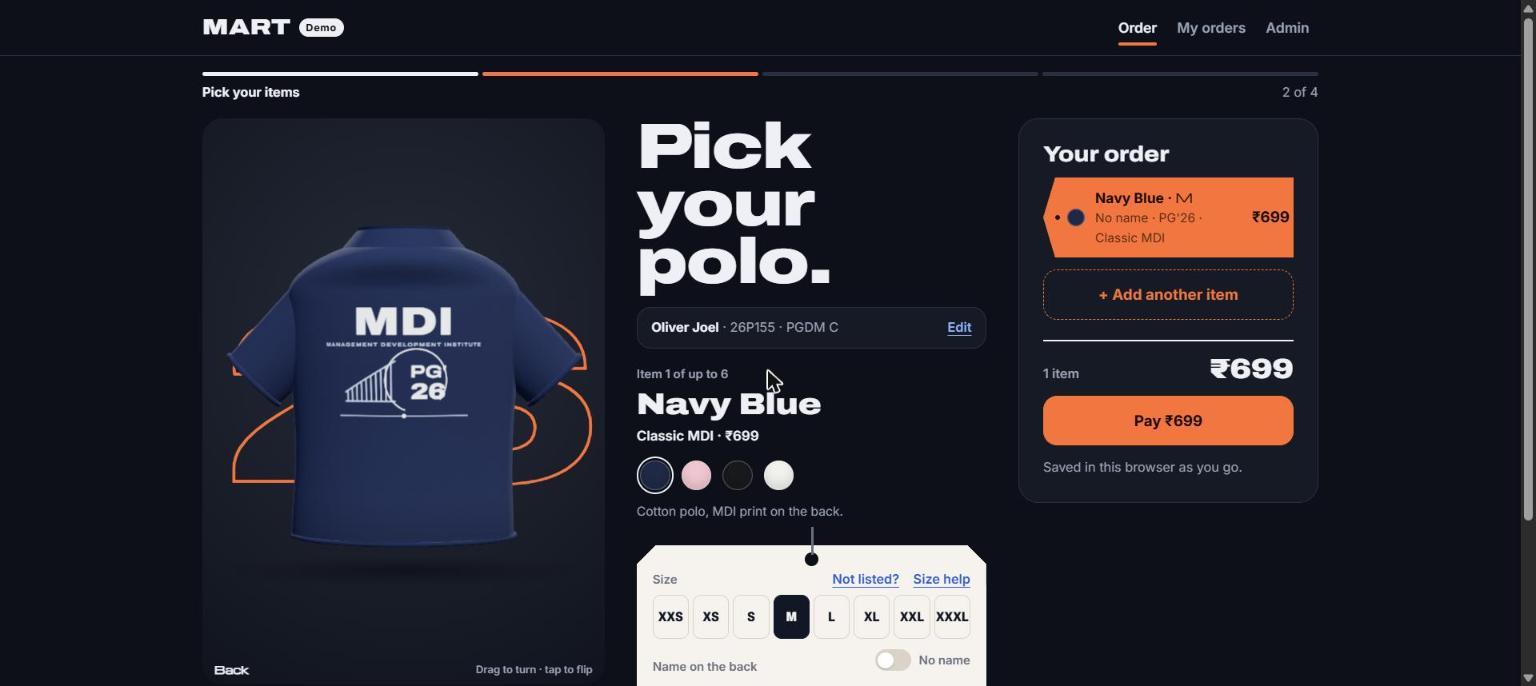 MART Demo
Order My orders Admin
Pick your items 2 of 4
MDI
MANAGEMENT DEVELOPMENT INSTITUTE
PG'
26
Back
Drag to turn · tap to flip
Pick
your
polo.
Oliver Joel · 26P155 · PGDM C Edit
Item 1 of up to 6
Navy Blue
Classic MDI · ₹699
Cotton polo, MDI print on the back.
Size Not listed? Size help
XXS XS S M L XL XXL XXXL
Name on the back No name
Your order
Navy Blue · M
No name · PG'26 · ₹699
Classic MDI
+ Add another item
1 item ₹699
Pay ₹699
Saved in this browser as you go.